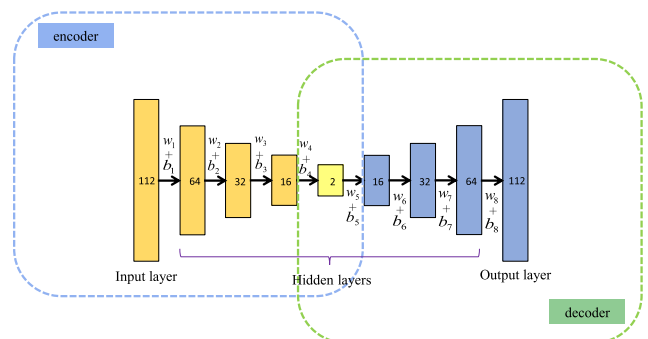 encoder
w1 + b1
w2 + b2
w3 + b3
w4 + b4
112
64
32
16
2
16
32
64
112
w5 + b5
w6 + b6
w7 + b7
w8 + b8
Input layer
Hidden layers
Output layer
decoder